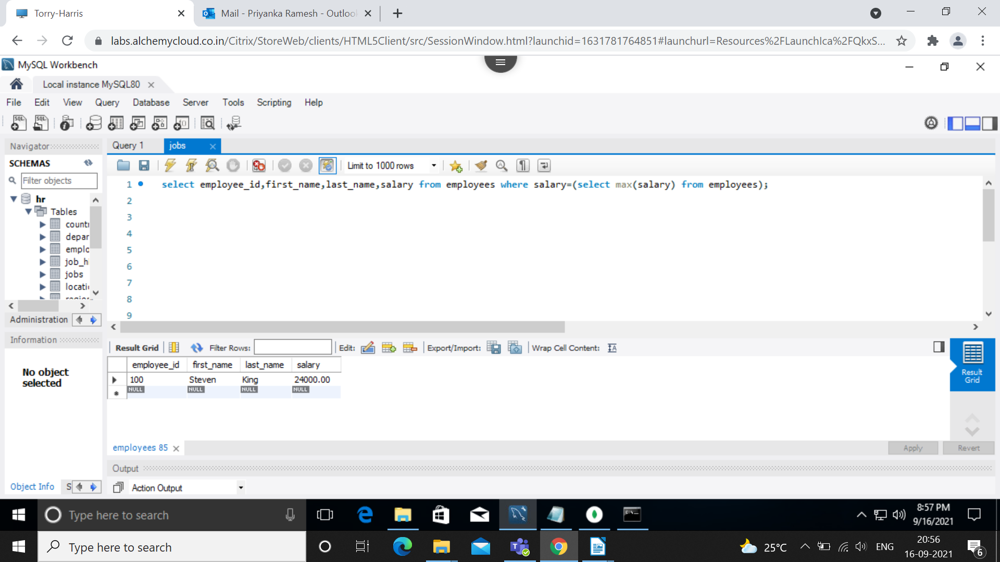 Torry-Harris
Mail - Priyanka Ramesh - Outlook
labs.alchemycloud.co.in/Citrix/StoreWeb/clients/HTML5Client/src/SessionWindow.html?launchid=1631781764851#launchurl=Resources%2FLaunchIca%2FQkxS...
MySQL Workbench
Local instance MySQL80
File Edit View Query Database Server Tools Scripting Help
Navigator
Query 1
jobs
SCHEMAS
Limit to 1000 rows
Filter objects
1 select employee_id,first_name,last_name,salary from employees where salary=(select max(salary) from employees);
2
3
4
5
6
7
8
9
hr
Tables
countr
depar
emplo
job_hi
jobs
locatio
region
Administration
Information
No object
selected
Result Grid Filter Rows: Edit: Export/Import: Wrap Cell Content:
employee_id first_name last_name salary
100 Steven King 24000.00
NULL NULL NULL NULL
Result
Grid
employees 85
Apply Revert
Output
Object Info S
Action Output
Type here to search
8:57 PM
9/16/2021
Type here to search
25°C
ENG
20:56
16-09-2021
6